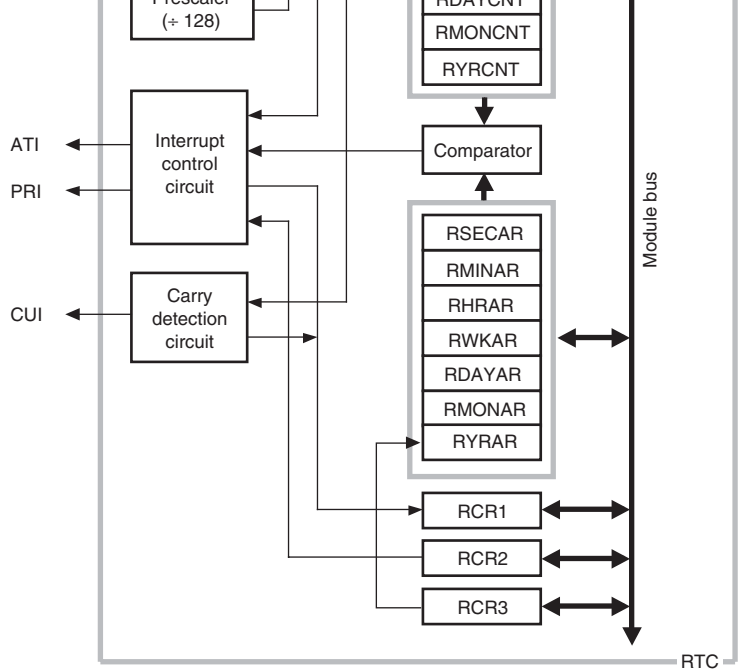 Prescaler
(÷ 128)
RDAYCNT
RMONCNT
RYRCNT
ATI
PRI
Interrupt
control
circuit
Comparator
Module bus
RSECAR
RMINAR
RHRAR
RWKAR
RDAYAR
RMONAR
RYRAR
CUI
Carry
detection
circuit
RCR1
RCR2
RCR3
RTC